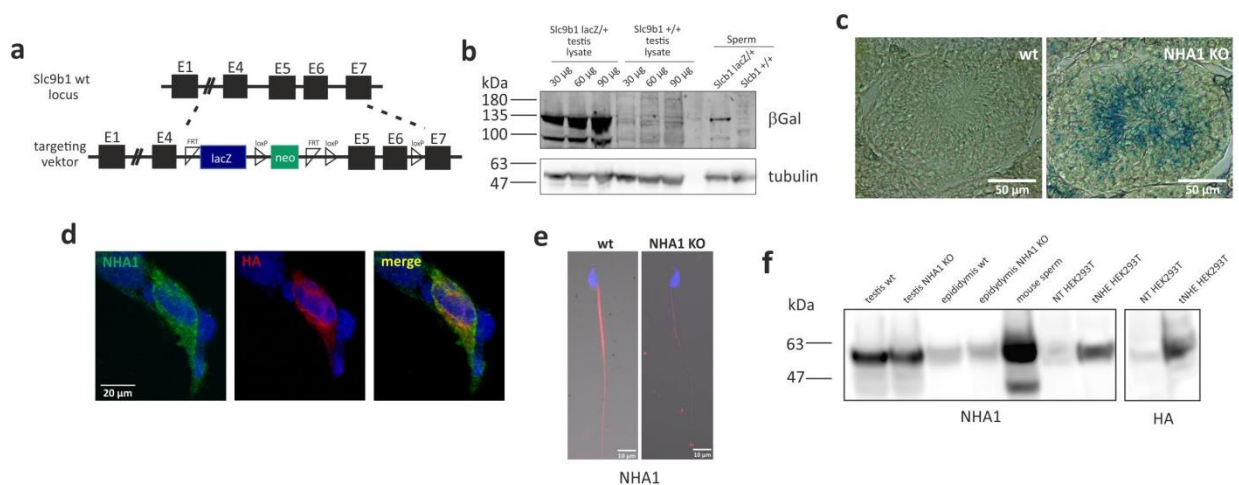 a
Slc9b1 wt
locus
E1 E4 E5 E6 E7
targeting
vektor
E1 E4 FRT lacZ loxP neo FRT loxP E5 E6 loxP E7
b
Slc9b1 lacZ/+
testis
lysate
Slc9b1 +/+
testis
lysate
Sperm
30 µg 60 µg 90 µg 30 µg 60 µg 90 µg Slcb1 lacZ/+ Slcb1 +/+
kDa
180
135
100
βGal
63
47
tubulin
c
wt
50 µm
NHA1 KO
50 µm
d
NHA1
20 µm
HA
merge
e
wt
NHA1 KO
10 µm
10 µm
NHA1
f
testis wt testis NHA1 KO epididymis wt epidydymis NHA1 KO mouse sperm NT HEK293T tNHE HEK293T NT HEK293T tNHE HEK293T
kDa
63
47
NHA1
HA